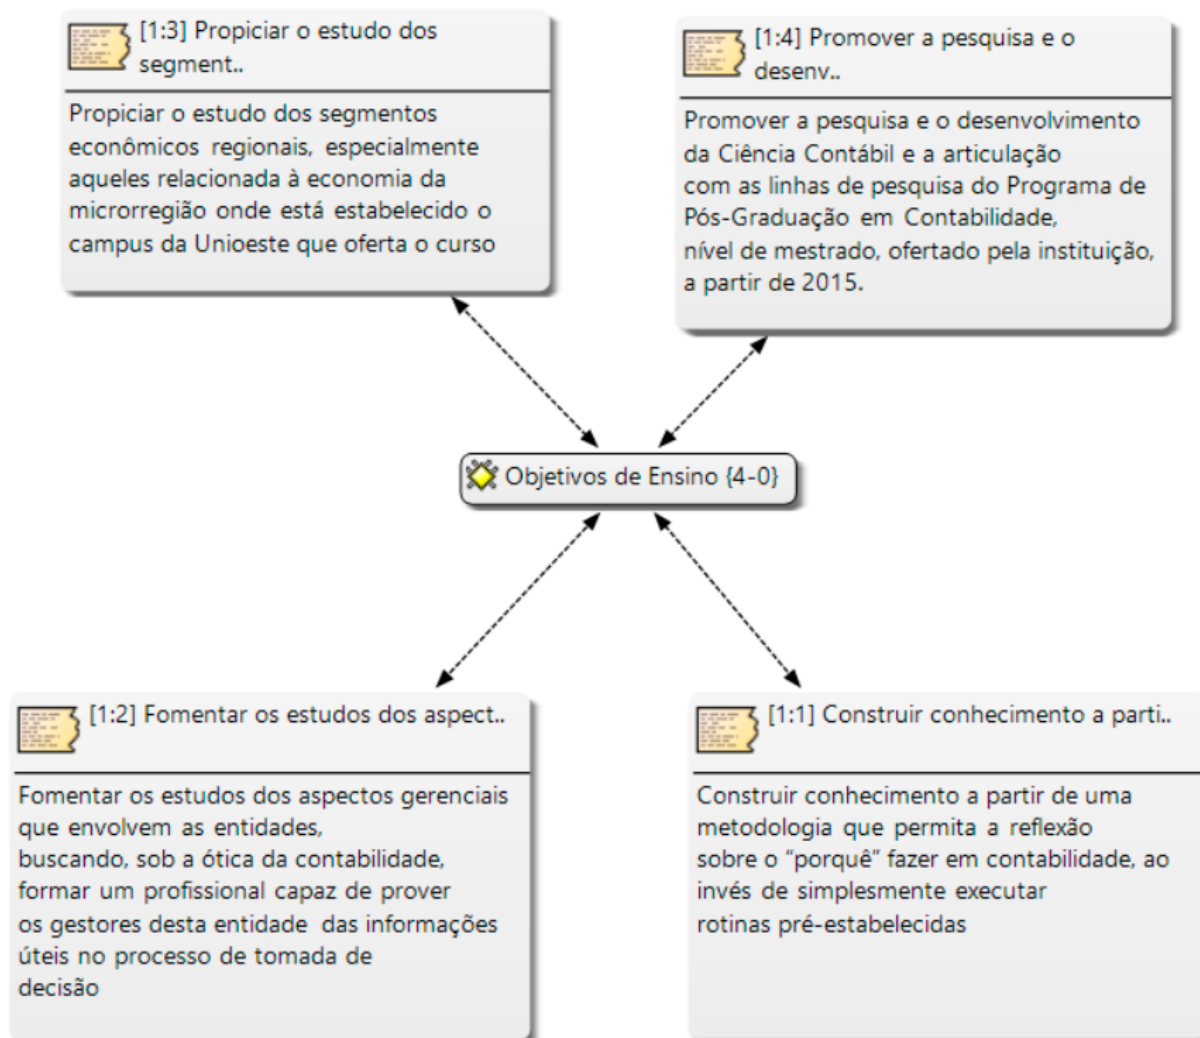 [1:3] Propiciar o estudo dos
segment..
Propiciar o estudo dos segmentos
econômicos regionais, especialmente
aqueles relacionada à economia da
microrregião onde está estabelecido o
campus da Unioeste que oferta o curso
[1:4] Promover a pesquisa e o
desenv..
Promover a pesquisa e o desenvolvimento
da Ciência Contábil e a articulação
com as linhas de pesquisa do Programa de
Pós-Graduação em Contabilidade,
nível de mestrado, ofertado pela instituição,
a partir de 2015.
Objetivos de Ensino {4-0}
[1:2] Fomentar os estudos dos aspect..
Fomentar os estudos dos aspectos gerenciais
que envolvem as entidades,
buscando, sob a ótica da contabilidade,
formar um profissional capaz de prover
os gestores desta entidade das informações
úteis no processo de tomada de
decisão
[1:1] Construir conhecimento a parti..
Construir conhecimento a partir de uma
metodologia que permita a reflexão
sobre o “porquê” fazer em contabilidade, ao
invés de simplesmente executar
rotinas pré-estabelecidas